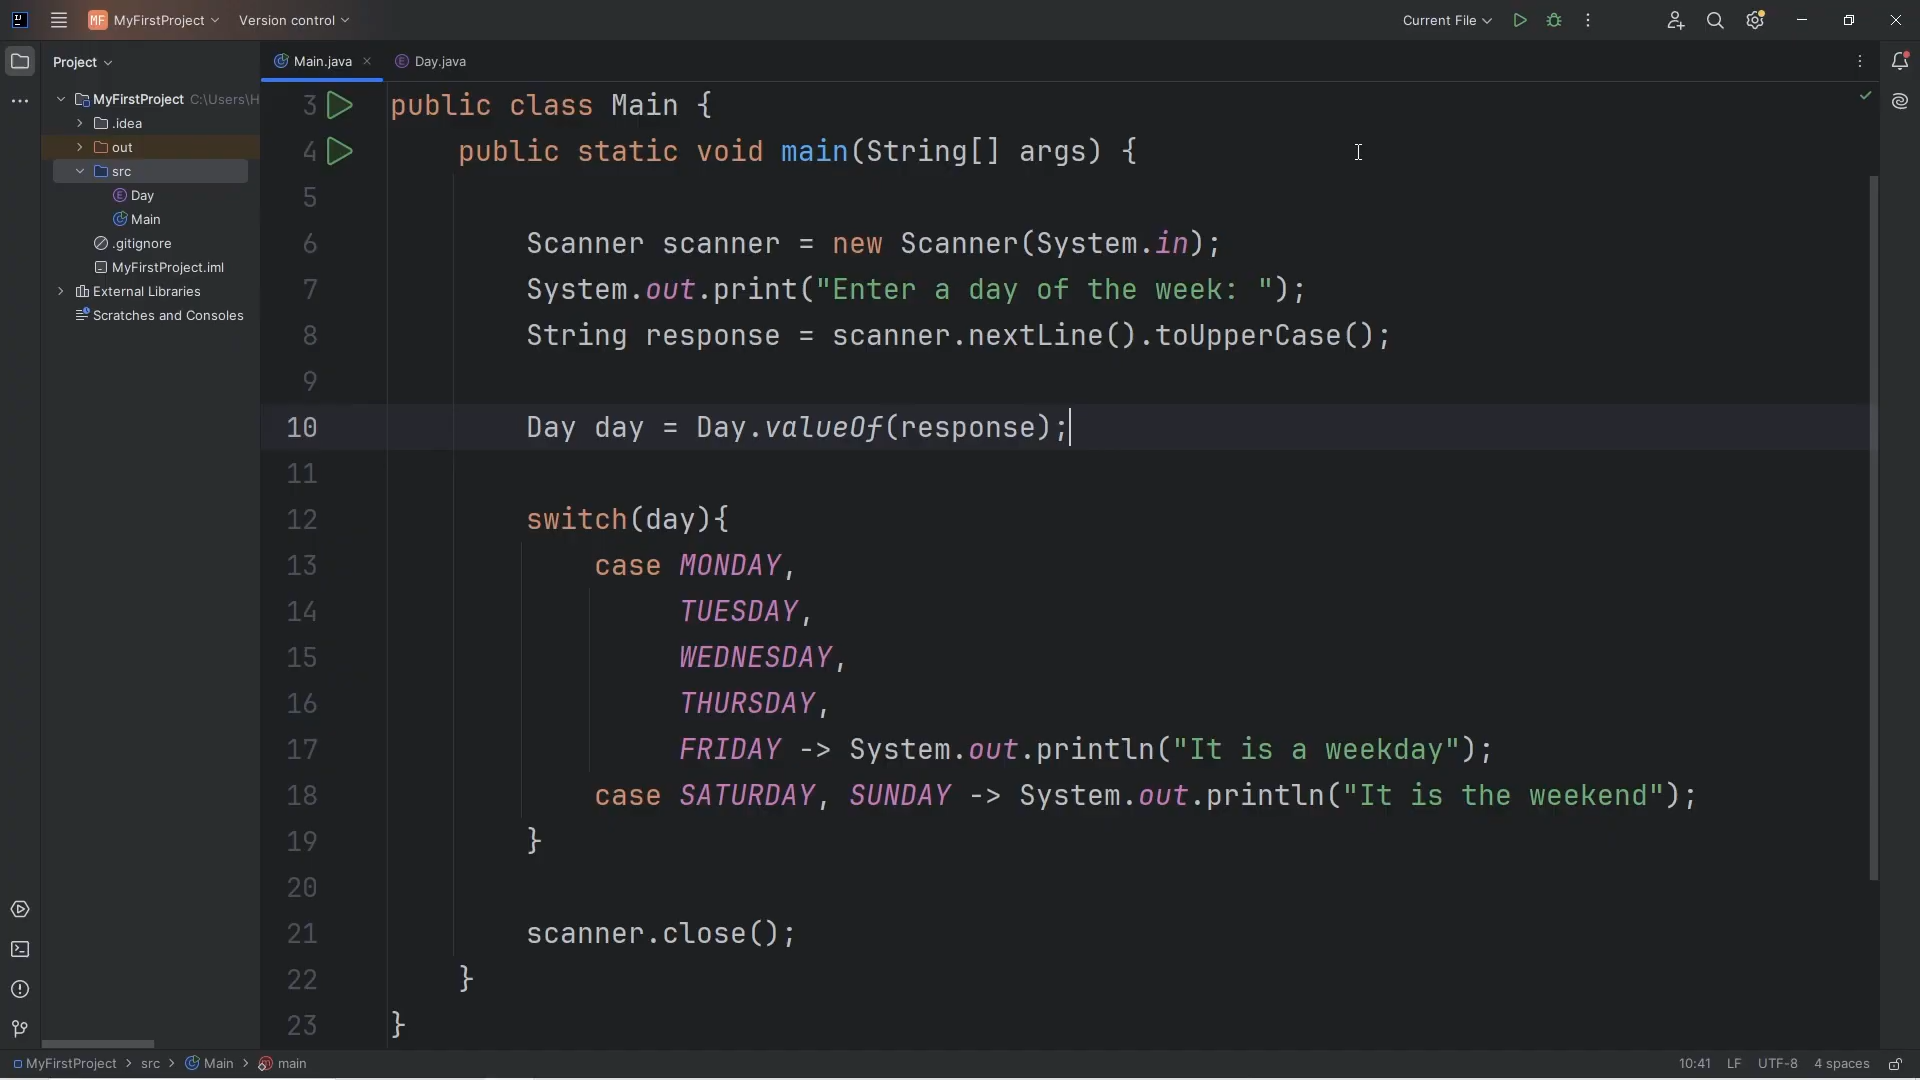 MF MyFirstProject Version control Current File
Project
Main.java Day.java
MyFirstProject C:\Users\H
.idea
out
src
Day
Main
.gitignore
MyFirstProject.iml
External Libraries
Scratches and Consoles
3 public class Main {
4 public static void main(String[] args) {
5
6 Scanner scanner = new Scanner(System.in);
7 System.out.print("Enter a day of the week: ");
8 String response = scanner.nextLine().toUpperCase();
9
10 Day day = Day.valueOf(response);
11
12 switch(day){
13 case MONDAY,
14 TUESDAY,
15 WEDNESDAY,
16 THURSDAY,
17 FRIDAY -> System.out.println("It is a weekday");
18 case SATURDAY, SUNDAY -> System.out.println("It is the weekend");
19 }
20
21 scanner.close();
22 }
23 }
MyFirstProject > src > Main > main 10:41 LF UTF-8 4 spaces